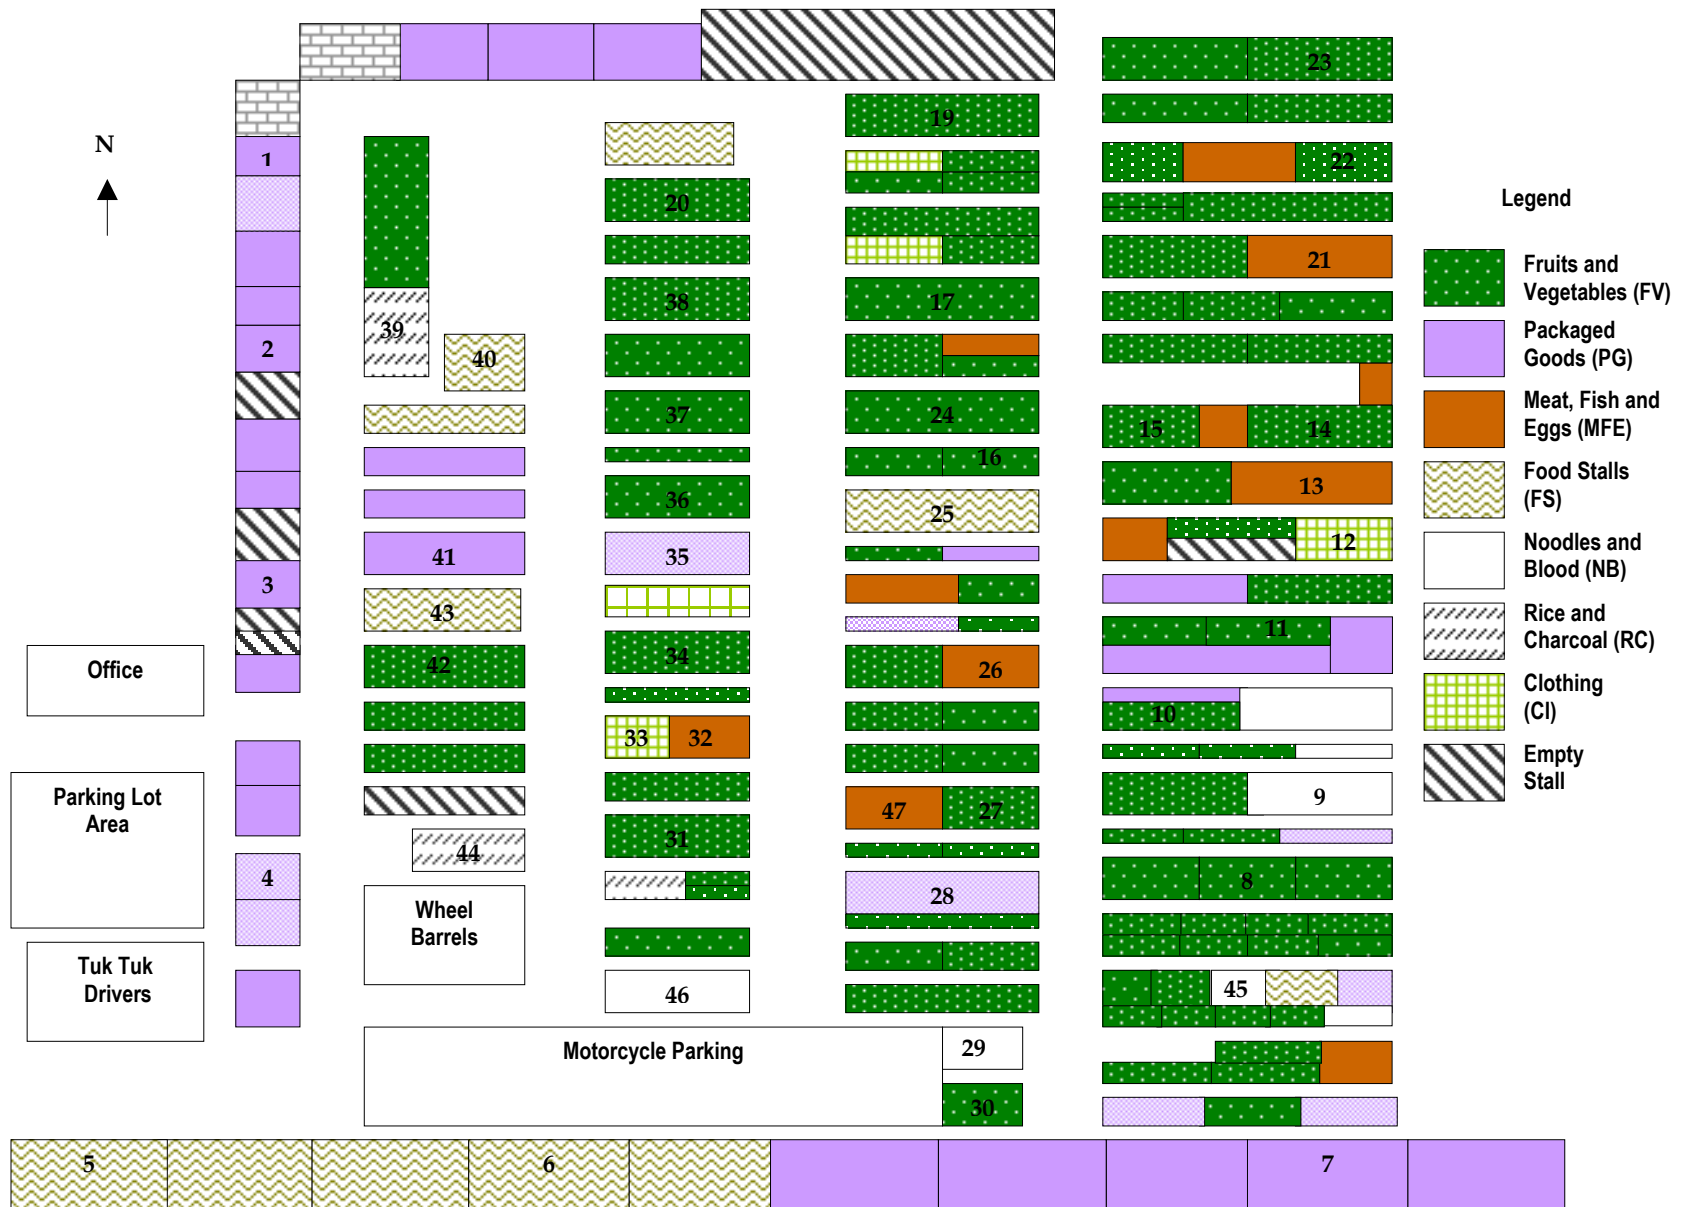 23
19
N
1
22
20
Legend
21
Fruits and
Vegetables (FV)
38
17
39
2
40
Packaged
Goods (PG)
37
24
15
14
Meat, Fish and
Eggs (MFE)
16
36
25
13
Food Stalls
(FS)
41
35
12
Noodles and
Blood (NB)
3
43
34
11
Rice and
Charcoal (RC)
Office
42
26
10
Clothing
(Cl)
33
32
Empty
Stall
Parking Lot
Area
47
27
9
44
31
4
28
8
Wheel
Barrels
Tuk Tuk
Drivers
46
45
Motorcycle Parking
29
30
5
6
7